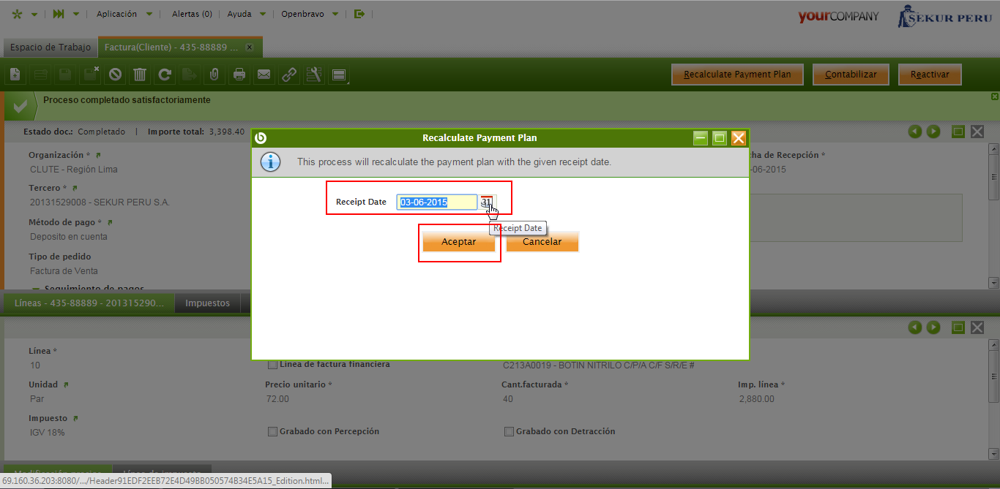 Aplicación
Alertas (0)
Ayuda
Openbravo
yourCOMPANY
SEKUR PERU
Espacio de Trabajo
Factura(Cliente) - 435-88889 ...
Recalculate Payment Plan
Contabilizar
Reactivar
Proceso completado satisfactoriamente
Estado doc.: Completado | Importe total: 3,398.40
Recalculate Payment Plan
This process will recalculate the payment plan with the given receipt date.
Receipt Date 03-06-2015 31
Receipt Date
Aceptar
Cancelar
Organización *
CLUTE - Región Lima
Tercero *
20131529008 - SEKUR PERU S.A.
Método de pago *
Deposito en cuenta
Tipo de pedido
Factura de Venta
Seguimiento de pagos
ha de Recepción *
-06-2015
Líneas - 435-88889 - 201315290...
Impuestos
Línea *
10
Línea de factura financiera
C213A0019 - BOTIN NITRILO C/P/A C/F S/R/E #
Unidad
Par
Precio unitario *
72.00
Cant.facturada *
40
Imp. línea *
2,880.00
Impuesto
IGV 18%
Grabado con Percepción
Grabado con Detracción
69.160.36.203:8080/.../Header91EDF2EEB72E4D49BB050574B34E5A15_Edition.html...